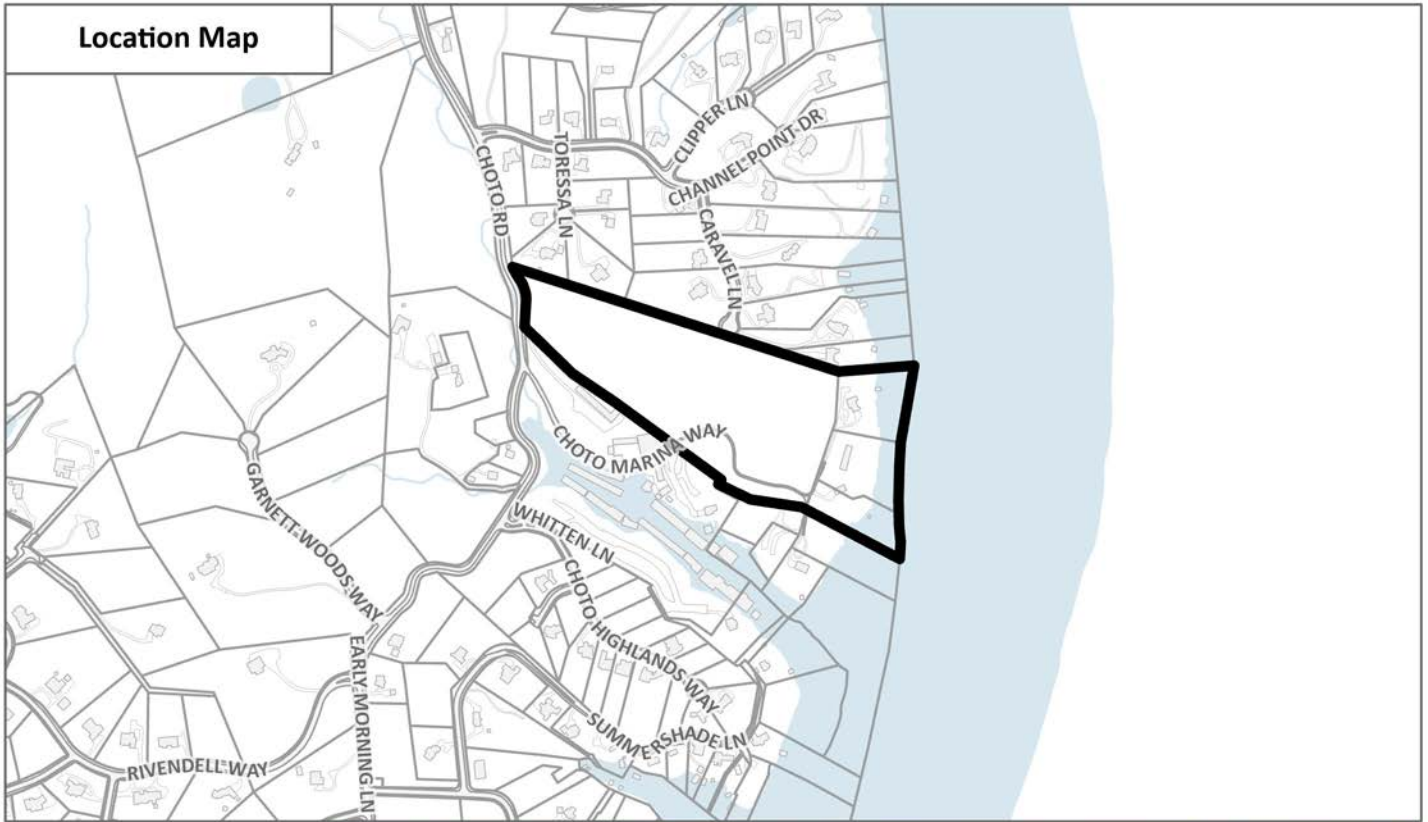 Location Map
CLIPPER LN
TORESSA LN
CHANNEL POINT DR
CHOTO RD
CARAVEL LN
CHOTO MARINA WAY
GARNETT WOODS WAY
WHITTEN LN
CHOTO HIGHLANDS WAY
EARLY MORNING LN
SUMMERSHADE LN
RIVENDELL WAY